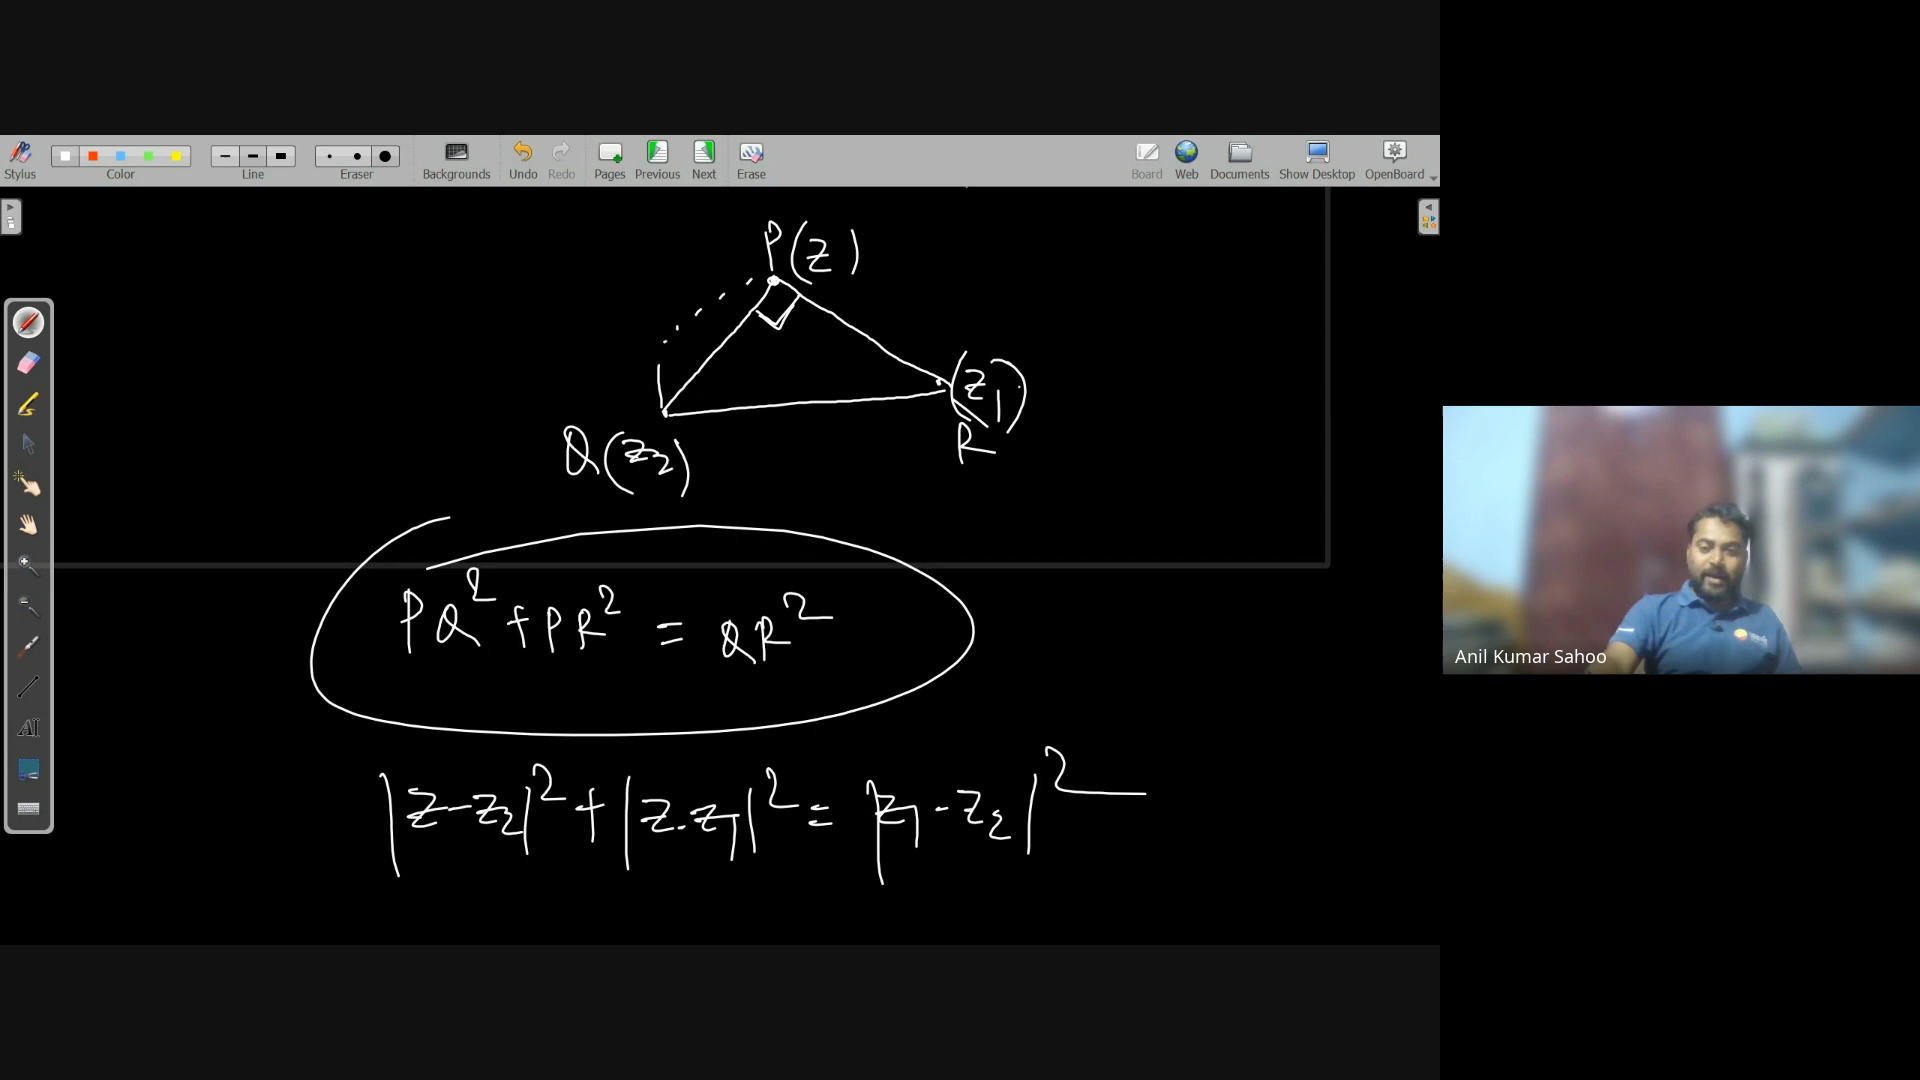 Stylus Color Line Eraser Backgrounds Undo Redo Pages Previous Next Erase Board Web Documents Show Desktop OpenBoard
P(z)
(z₁)
R
Q(z₂)
PQ² + PR² = QR²
|z-z₂|² + |z-z₁|² = |z₁-z₂|²
AI
Anil Kumar Sahoo